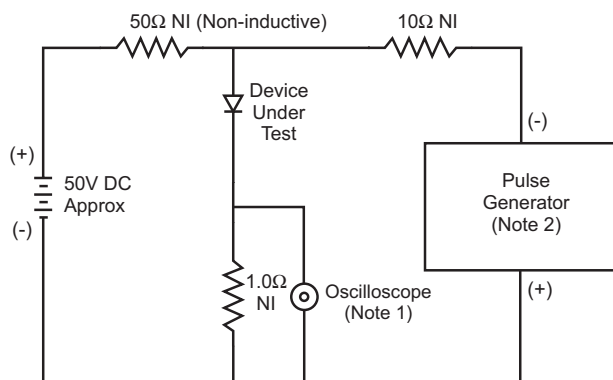 50Ω NI (Non-inductive)
10Ω NI
Device
Under
Test
(+)
50V DC
Approx
(-)
(-)
Pulse
Generator
(Note 2)
(+)
1.0Ω
NI
Oscilloscope
(Note 1)